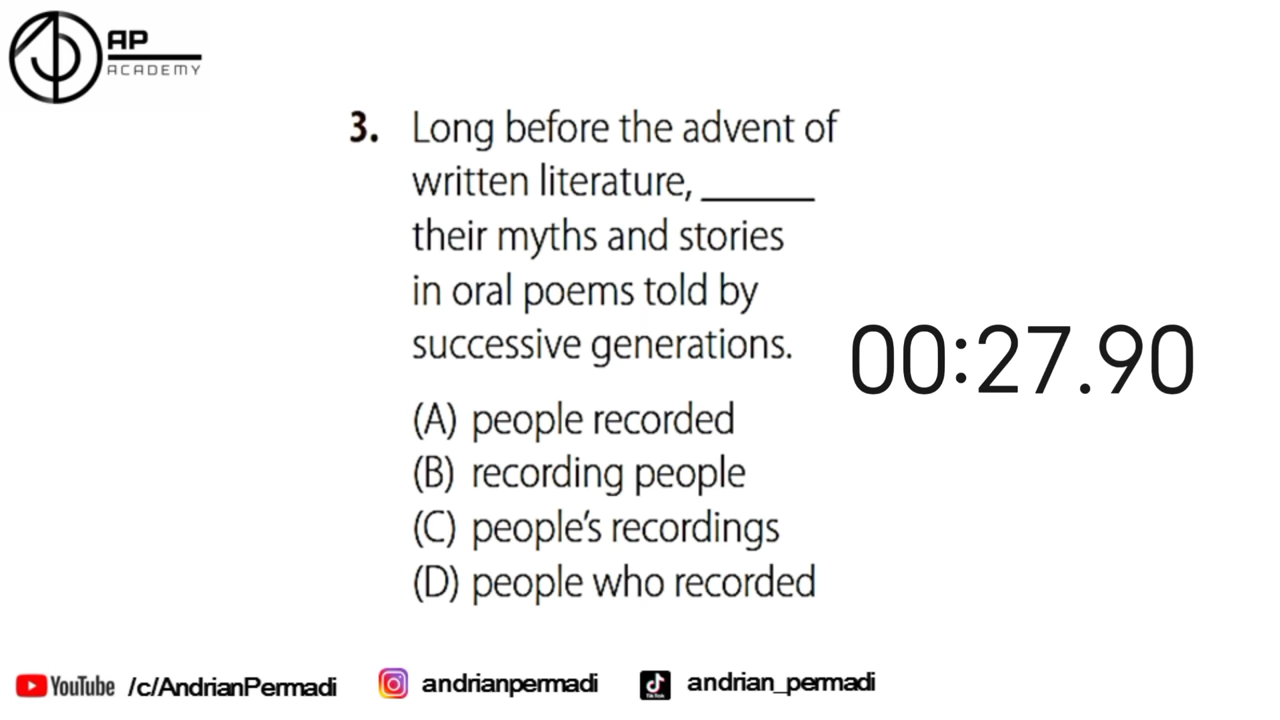 AP
ACADEMY
3. Long before the advent of
written literature, ______
their myths and stories
in oral poems told by
successive generations.
00:27.90
(A) people recorded
(B) recording people
(C) people's recordings
(D) people who recorded
YouTube /c/AndrianPermadi andrianpermadi andrian_permadi